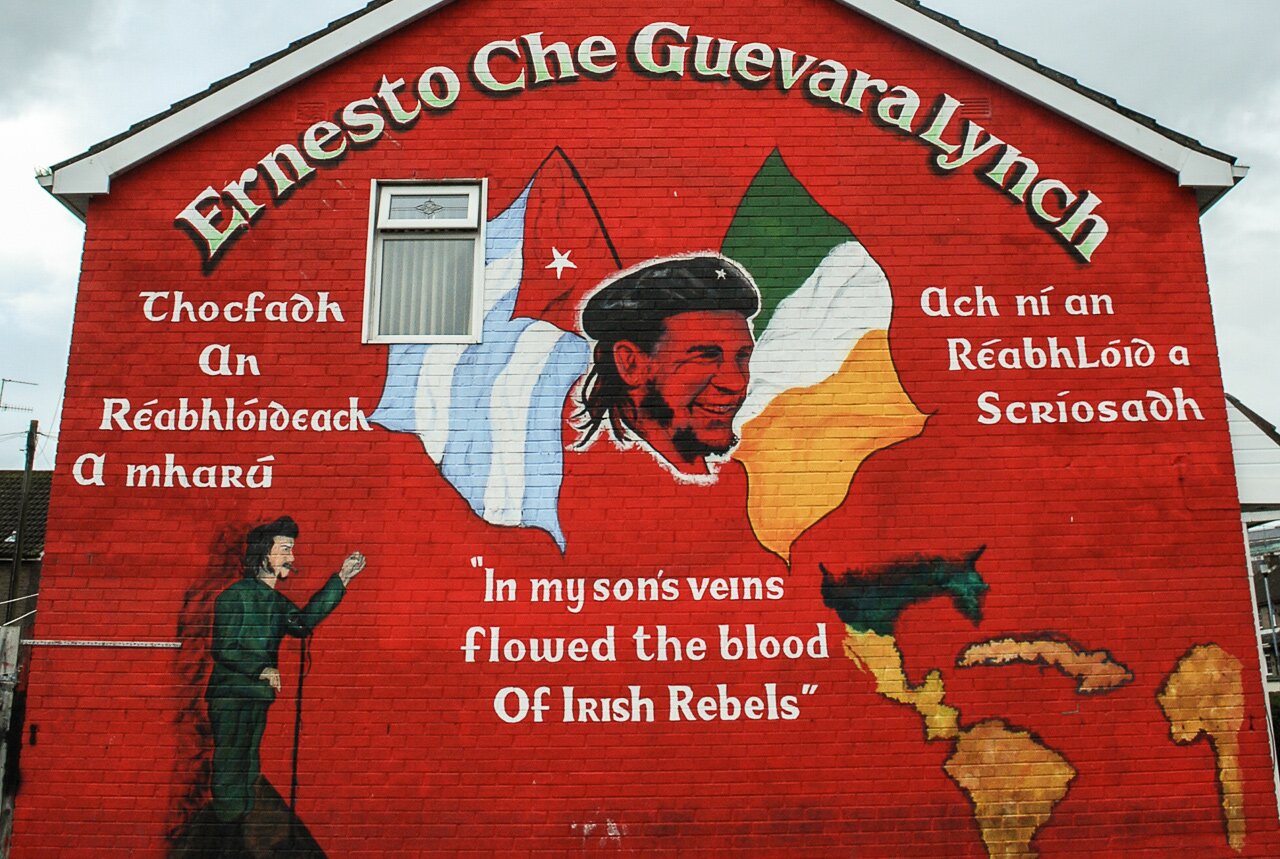 Ernesto Che Guevara Lynch
Thocfadh
An
Réabhlóideach
A mharú
Ach ní an
RéabhLóid a
Scríosadh
"In my son's veins
flowed the blood
Of Irish Rebels"